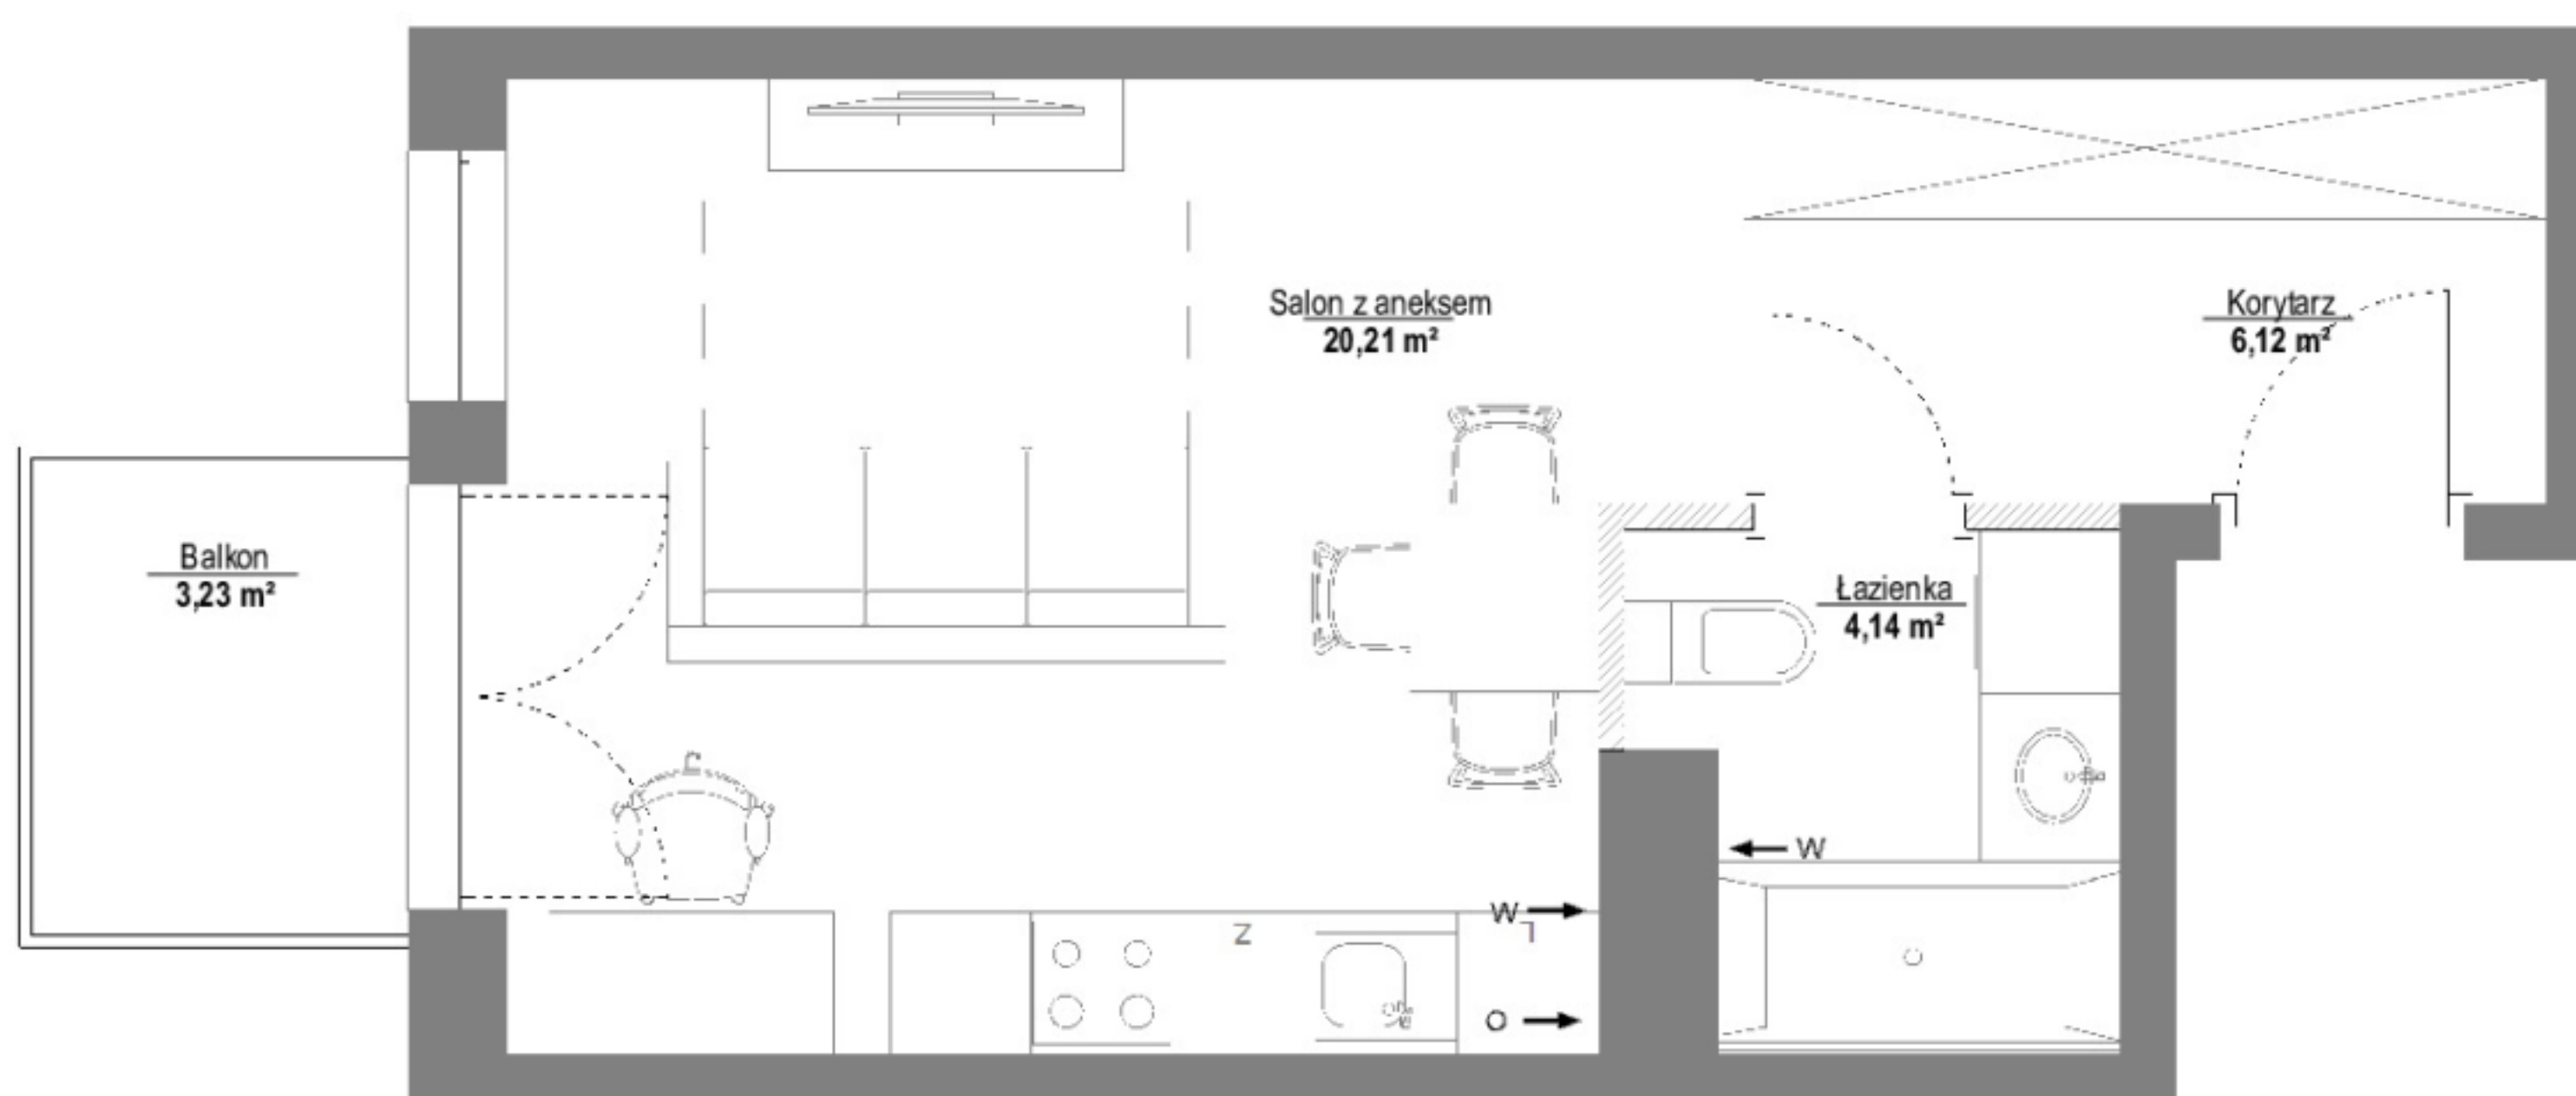 Salon z aneksem
20,21 m²
Korytarz
6,12 m²
Balkon
3,23 m²
Łazienka
4,14 m²
W
W
Z
L
O